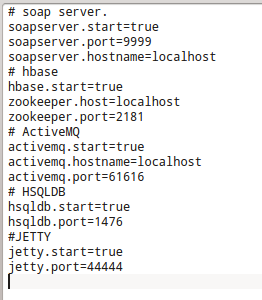 # soap server.
soapserver.start=true
soapserver.port=9999
soapserver.hostname=localhost
# hbase
hbase.start=true
zookeeper.host=localhost
zookeeper.port=2181
# ActiveMQ
activemq.start=true
activemq.hostname=localhost
activemq.port=61616
# HSQLDB
hsqldb.start=true
hsqldb.port=1476
#JETTY
jetty.start=true
jetty.port=44444